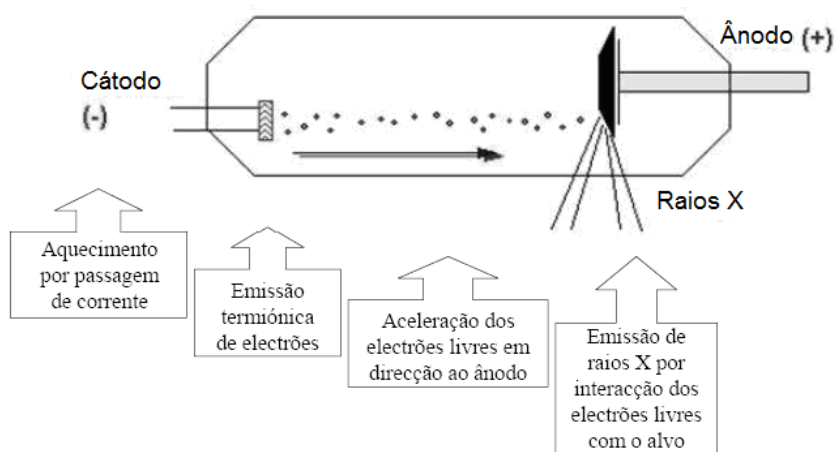 Ânodo (+)
Cátodo
(-)
Raios X
Aquecimento
por passagem
de corrente
Emissão
termiónica
de electrões
Aceleração dos
electrões livres em
direcção ao ânodo
Emissão de
raios X por
interacção dos
electrões livres
com o alvo